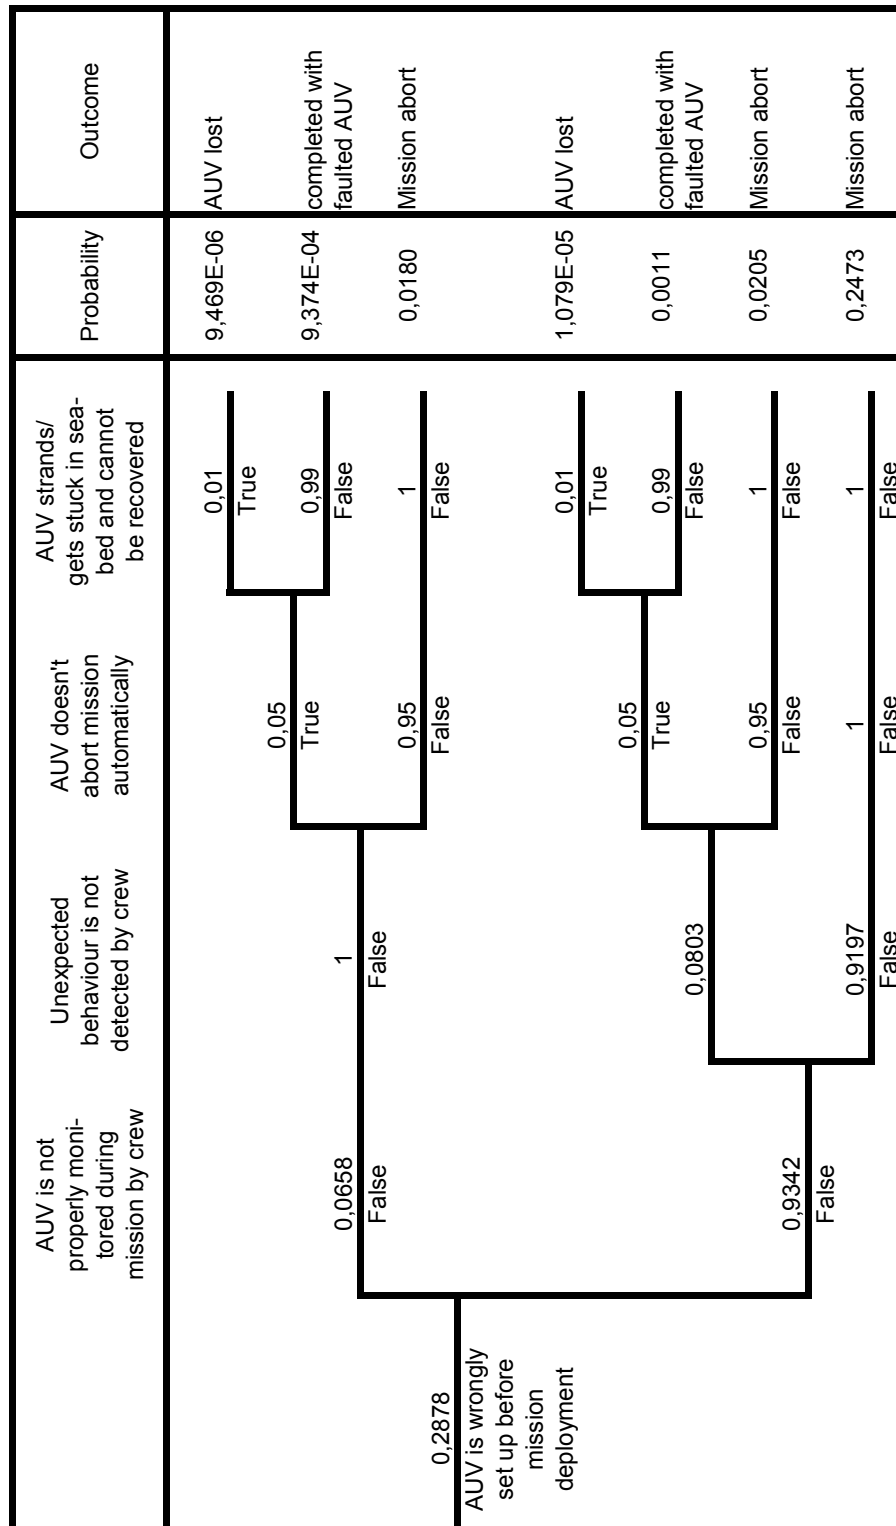 AUV is not
properly moni-
tored during
mission by crew
Unexpected
behaviour is not
detected by crew
AUV doesn't
abort mission
automatically
AUV strands/
gets stuck in sea-
bed and cannot
be recovered
Probability
Outcome
0,01
True
9,469E-06
AUV lost
0,05
True
0,99
False
9,374E-04
completed with
faulted AUV
0,0658
False
1
False
0,95
False
1
False
0,0180
Mission abort
0,2878
AUV is wrongly
set up before
mission
deployment
0,01
True
1,079E-05
AUV lost
0,05
True
0,99
False
0,0011
completed with
faulted AUV
0,0803
0,95
False
1
False
0,0205
Mission abort
0,9342
False
0,9197
False
1
False
1
False
0,2473
Mission abort